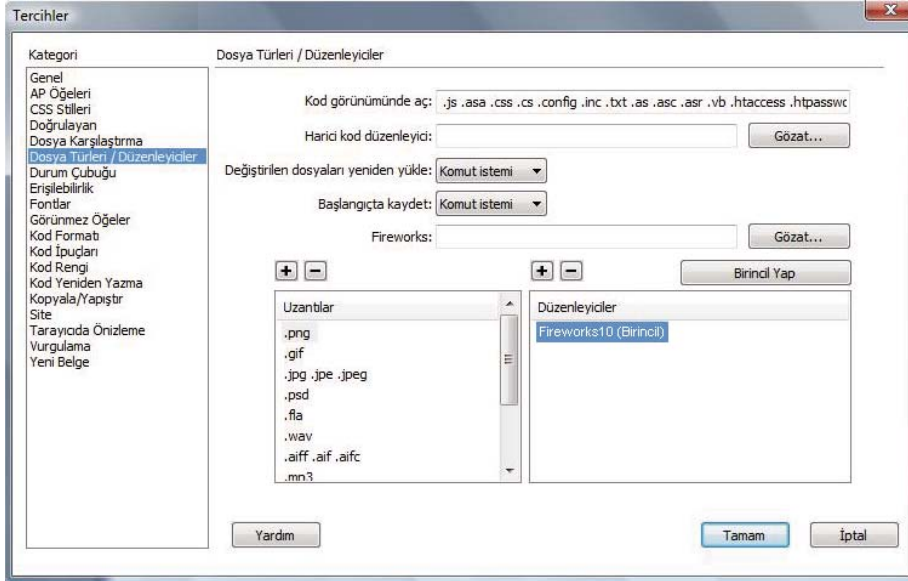 Tercihler
Kategori
Genel
AP Öğeleri
CSS Stilleri
Doğrulayan
Dosya Karşılaştırma
Dosya Türleri / Düzenleyiciler
Durum Çubuğu
Erişilebilirlik
Fontlar
Görünmez Öğeler
Kod Formatı
Kod İpuçları
Kod Rengi
Kod Yeniden Yazma
Kopyala/Yapıştır
Site
Tarayıcıda Önizleme
Vurgulama
Yeni Belge
Dosya Türleri / Düzenleyiciler
Kod görünümünde aç: .js .asa .css .cs .config .inc .txt .as .asc .asr .vb .htaccess .htpasswc
Harici kod düzenleyici: Gözat...
Değiştirilen dosyaları yeniden yükle: Komut istemi
Başlangıçta kaydet: Komut istemi
Fireworks: Gözat...
Birincil Yap
Uzantılar
.png
.gif
.jpg .jpe .jpeg
.psd
.fla
.wav
.aiff .aif .aifc
.mp3
Düzenleyiciler
Fireworks10 (Birincil)
Yardım Tamam İptal